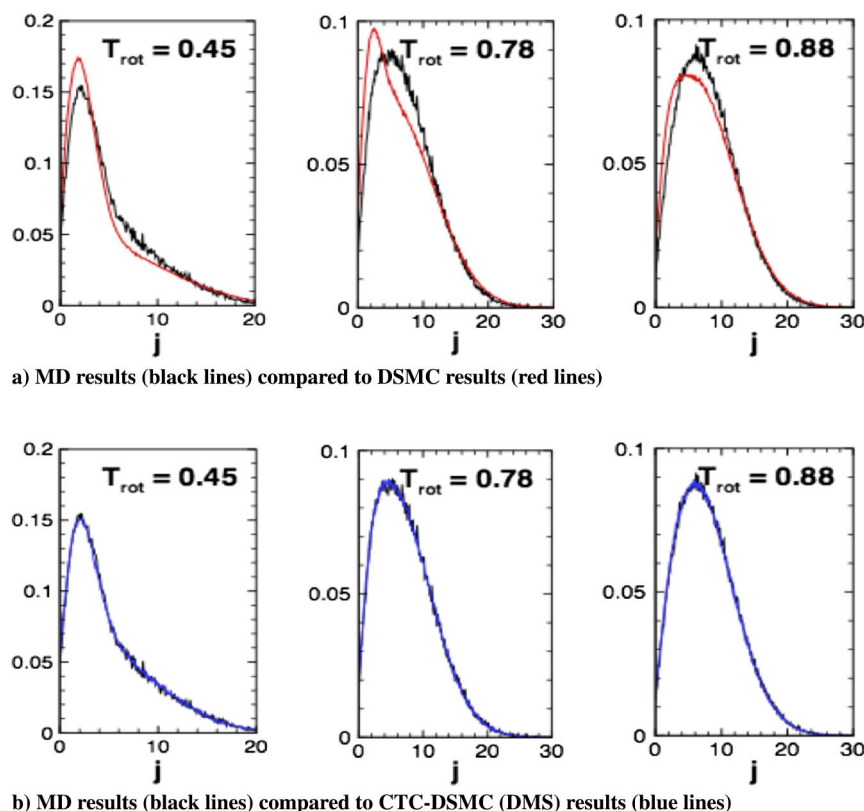 0.2
T_rot = 0.45
0.15
0.1
0.05
0
0 10 20
j
0.1
T_rot = 0.78
0.05
0
0 10 20 30
j
0.1
T_rot = 0.88
0.05
0
0 10 20 30
j
a) MD results (black lines) compared to DSMC results (red lines)
0.2
T_rot = 0.45
0.15
0.1
0.05
0
0 10 20
j
0.1
T_rot = 0.78
0.05
0
0 10 20 30
j
0.1
T_rot = 0.88
0.05
0
0 10 20 30
j
b) MD results (black lines) compared to CTC-DSMC (DMS) results (blue lines)